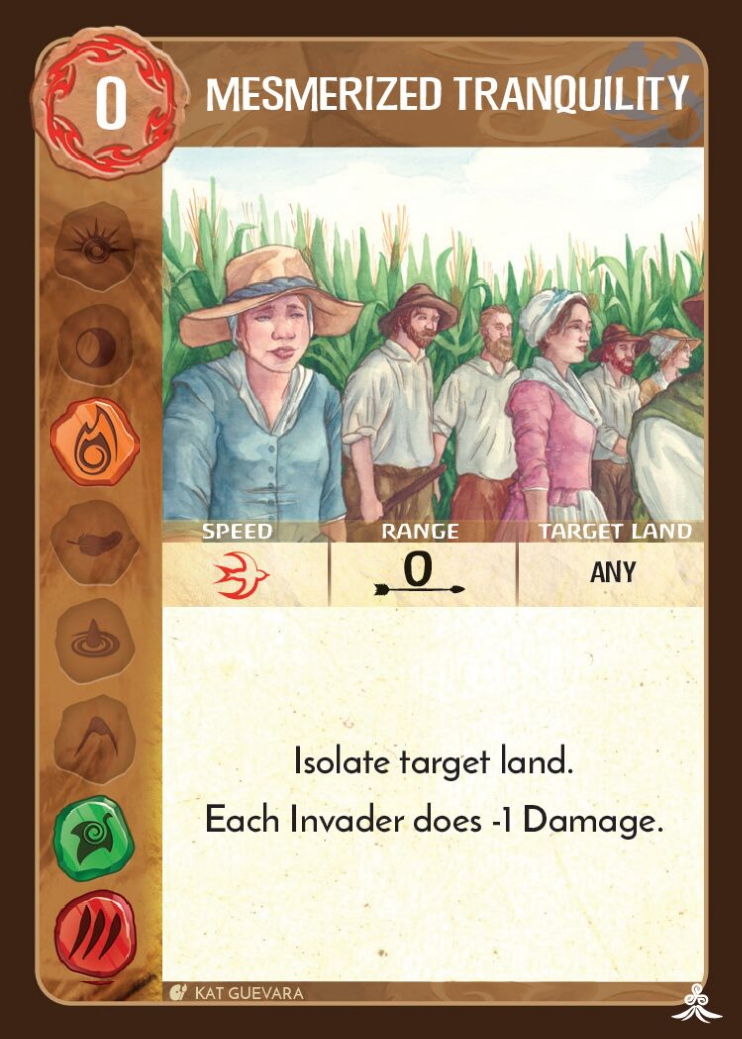 0
MESMERIZED TRANQUILITY
SPEED
RANGE
TARGET LAND
0
ANY
Isolate target land.
Each Invader does -1 Damage.
KAT GUEVARA